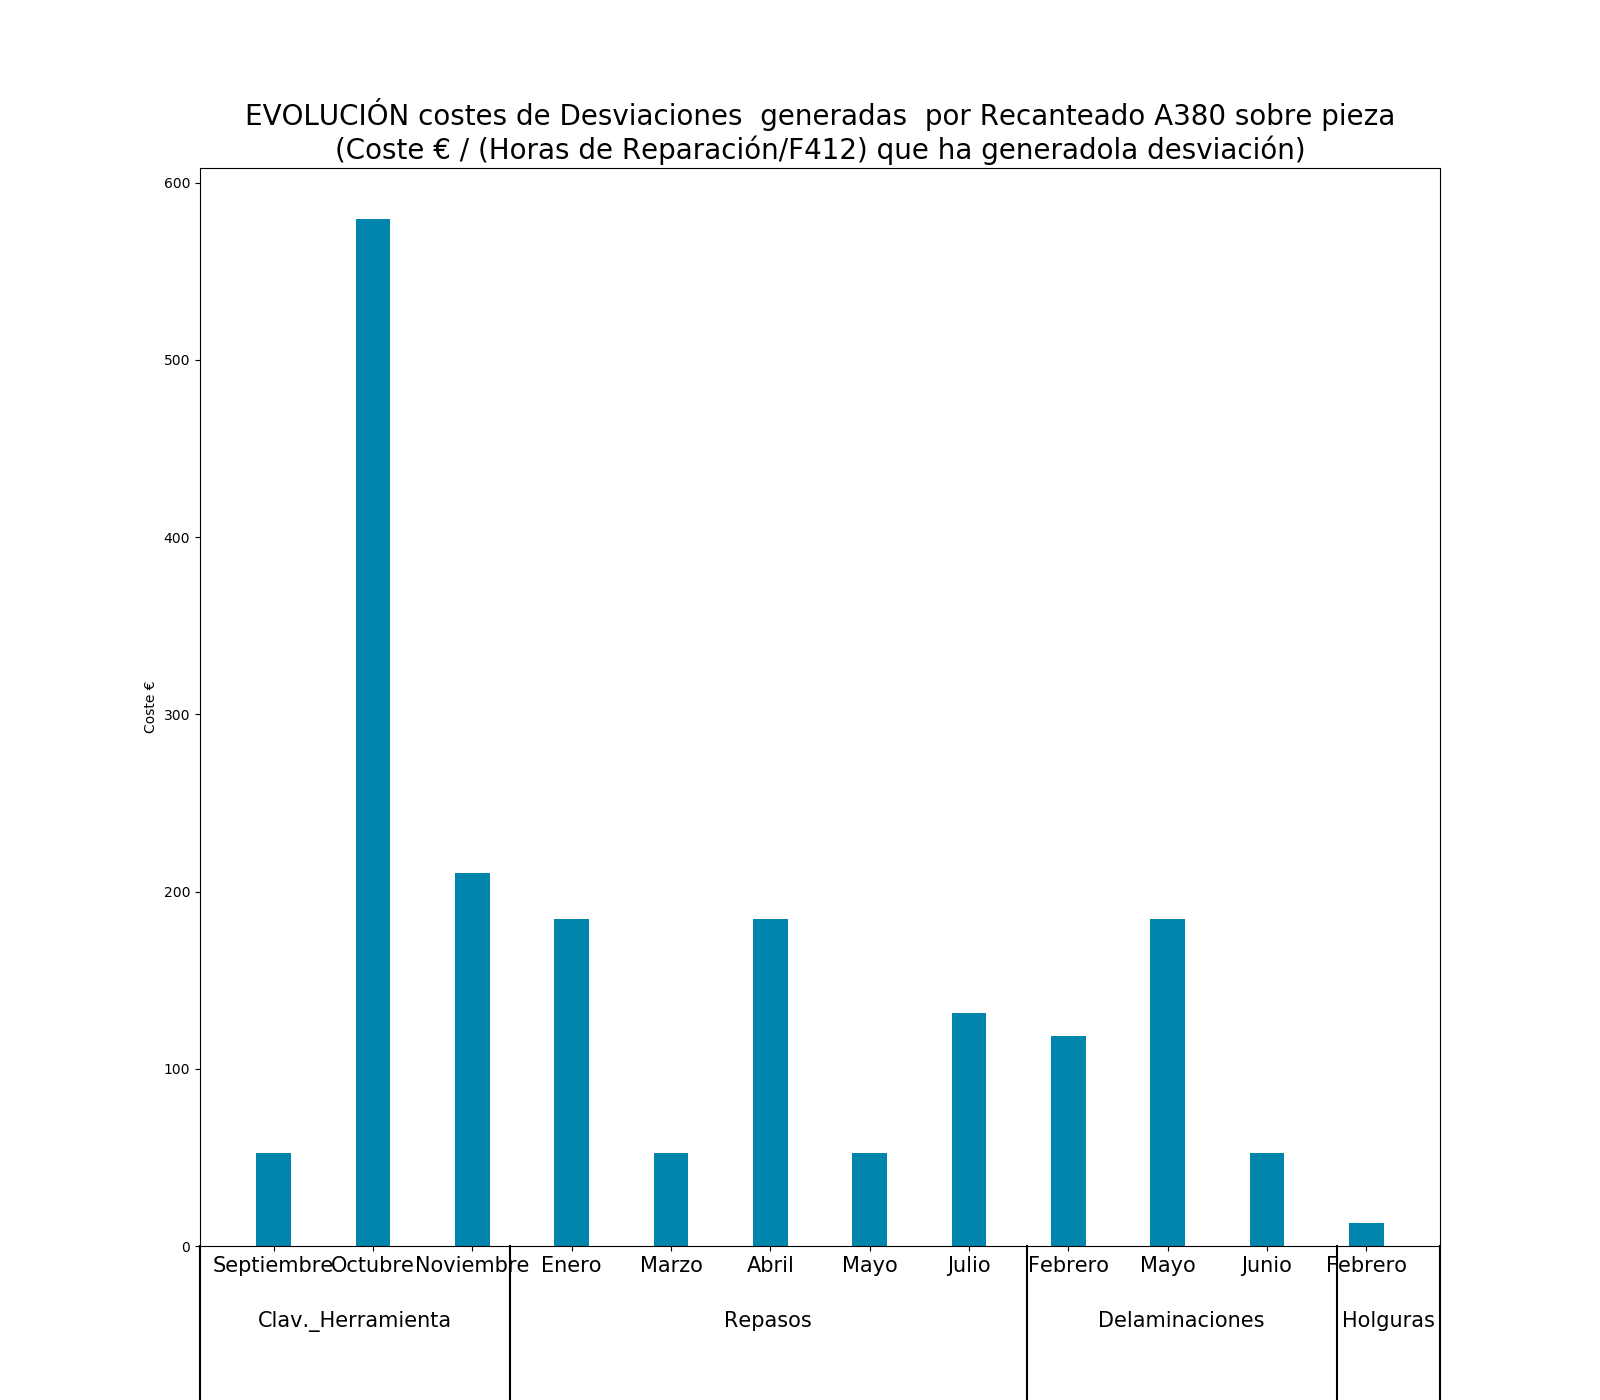 EVOLUCIÓN costes de Desviaciones  generadas  por Recanteado A380 sobre pieza
(Coste € / (Horas de Reparación/F412) que ha generadola desviación)
600
500
400
300
200
100
0
Coste €
Septiembre Octubre Noviembre Enero Marzo Abril Mayo Julio Febrero Mayo Junio Febrero
Clav._Herramienta Repasos Delaminaciones Holguras